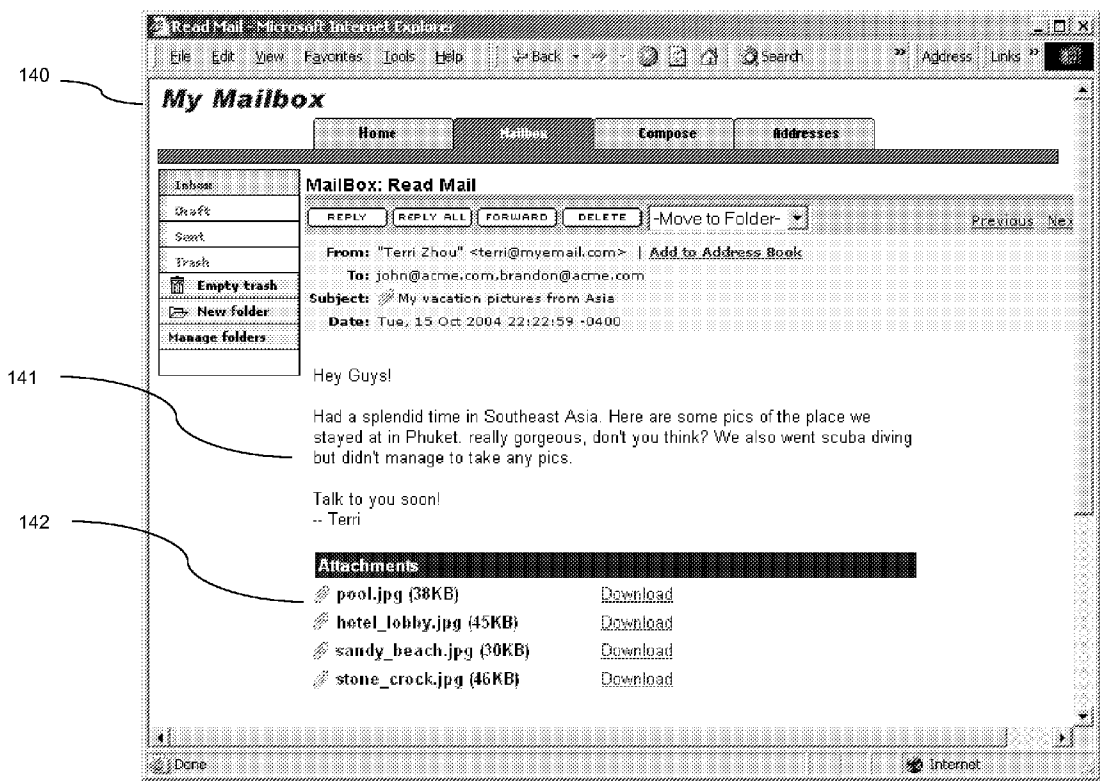 Read Mail - Microsoft Internet Explorer
File Edit View Favorites Tools Help Back Search » Address Links »
140
My Mailbox
Home Mailbox Compose Addresses
Inbox
Draft
Sent
Trash
Empty trash
New folder
Manage folders
MailBox: Read Mail
REPLY REPLY ALL FORWARD DELETE -Move to Folder- Previous Nex
From: "Terri Zhou" <terri@myemail.com> | Add to Address Book
To: john@acme.com,brandon@acme.com
Subject: My vacation pictures from Asia
Date: Tue, 15 Oct 2004 22:22:59 -0400
141
Hey Guys!
Had a splendid time in Southeast Asia. Here are some pics of the place we
stayed at in Phuket. really gorgeous, don't you think? We also went scuba diving
but didn't manage to take any pics.
Talk to you soon!
-- Terri
142
Attachments
pool.jpg (38KB) Download
hotel_lobby.jpg (45KB) Download
sandy_beach.jpg (30KB) Download
stone_crock.jpg (46KB) Download
Done Internet